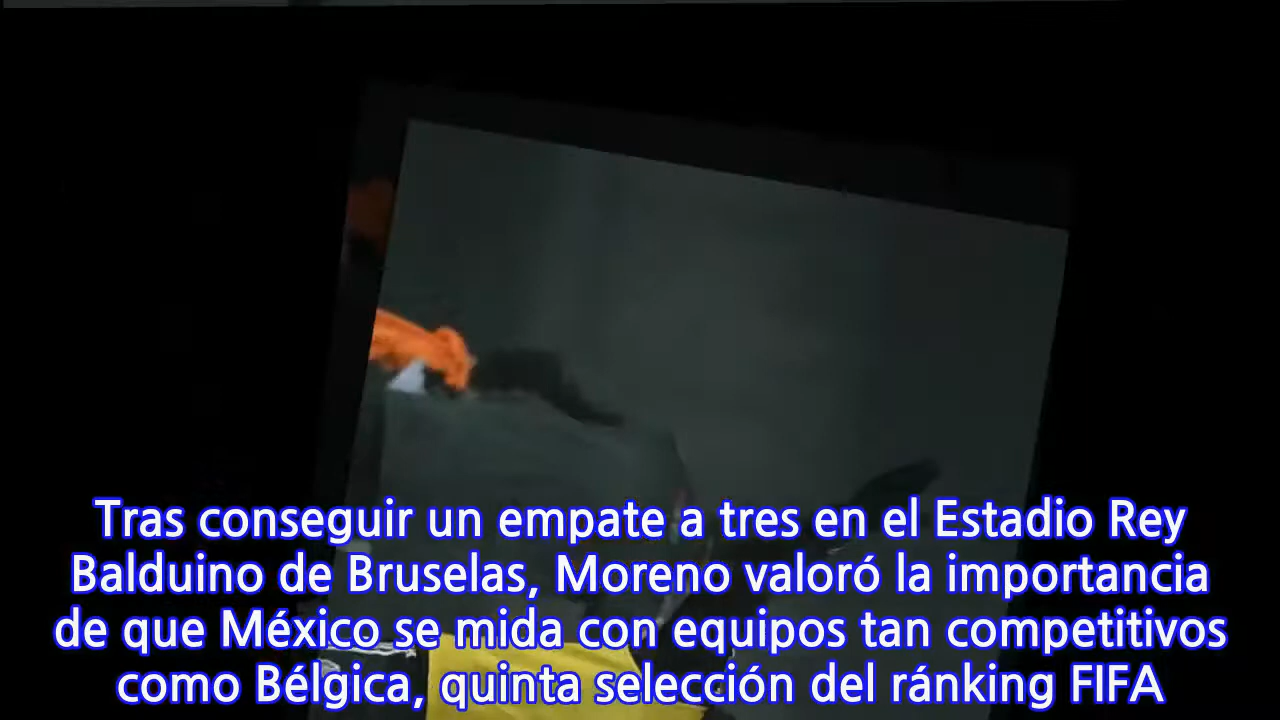 Tras conseguir un empate a tres en el Estadio Rey
Balduino de Bruselas, Moreno valoró la importancia
de que México se mida con equipos tan competitivos
como Bélgica, quinta selección del ránking FIFA